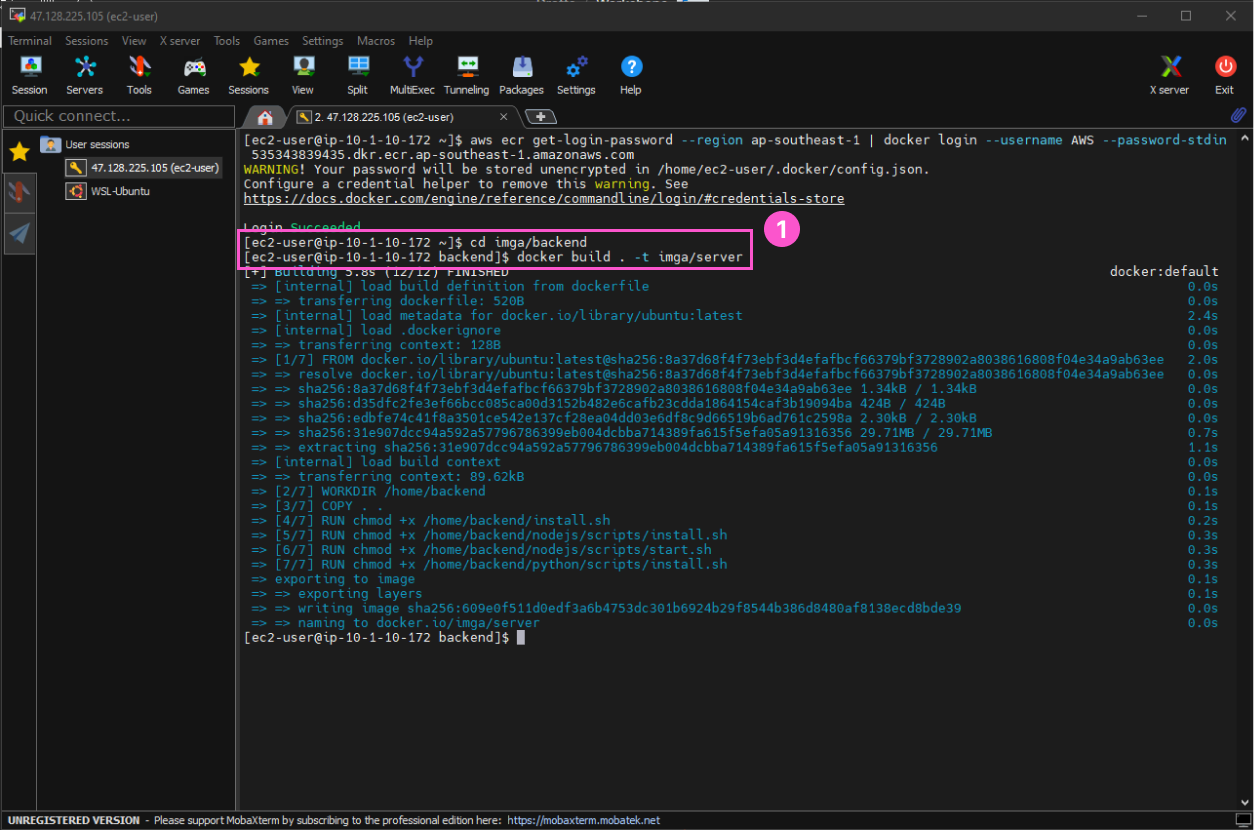 47.128.225.105 (ec2-user)
Terminal Sessions View X server Tools Games Settings Macros Help
Session Servers Tools Games Sessions View Split MultiExec Tunneling Packages Settings Help X server Exit
Quick connect...
2. 47.128.225.105 (ec2-user)
User sessions
47.128.225.105 (ec2-user)
WSL-Ubuntu
[ec2-user@ip-10-1-10-172 ~]$ aws ecr get-login-password --region ap-southeast-1 | docker login --username AWS --password-stdin
535343839435.dkr.ecr.ap-southeast-1.amazonaws.com
WARNING! Your password will be stored unencrypted in /home/ec2-user/.docker/config.json.
Configure a credential helper to remove this warning. See
https://docs.docker.com/engine/reference/commandline/login/#credentials-store
Login Succeeded
1
[ec2-user@ip-10-1-10-172 ~]$ cd imga/backend
[ec2-user@ip-10-1-10-172 backend]$ docker build . -t imga/server
[+] Building 5.8s (12/12) FINISHED docker:default
=> [internal] load build definition from dockerfile 0.0s
=> => transferring dockerfile: 520B 0.0s
=> [internal] load metadata for docker.io/library/ubuntu:latest 2.4s
=> [internal] load .dockerignore 0.0s
=> => transferring context: 128B 0.0s
=> [1/7] FROM docker.io/library/ubuntu:latest@sha256:8a37d68f4f73ebf3d4efafbcf66379bf3728902a8038616808f04e34a9ab63ee 2.0s
=> => resolve docker.io/library/ubuntu:latest@sha256:8a37d68f4f73ebf3d4efafbcf66379bf3728902a8038616808f04e34a9ab63ee 0.0s
=> => sha256:8a37d68f4f73ebf3d4efafbcf66379bf3728902a8038616808f04e34a9ab63ee 1.34kB / 1.34kB 0.0s
=> => sha256:d35dfc2fe3ef66bcc085ca00d3152b482e6cafb23cdda1864154caf3b19094ba 424B / 424B 0.0s
=> => sha256:edbfe74c41f8a3501ce542e137cf28ea04dd03e6df8c9d66519b6ad761c2598a 2.30kB / 2.30kB 0.0s
=> => sha256:31e907dcc94a592a57796786399eb004dcbba714389fa615f5efa05a91316356 29.71MB / 29.71MB 0.7s
=> => extracting sha256:31e907dcc94a592a57796786399eb004dcbba714389fa615f5efa05a91316356 1.1s
=> [internal] load build context 0.0s
=> => transferring context: 89.62kB 0.0s
=> [2/7] WORKDIR /home/backend 0.1s
=> [3/7] COPY . . 0.1s
=> [4/7] RUN chmod +x /home/backend/install.sh 0.2s
=> [5/7] RUN chmod +x /home/backend/nodejs/scripts/install.sh 0.3s
=> [6/7] RUN chmod +x /home/backend/nodejs/scripts/start.sh 0.3s
=> [7/7] RUN chmod +x /home/backend/python/scripts/install.sh 0.3s
=> exporting to image 0.1s
=> => exporting layers 0.1s
=> => writing image sha256:609e0f511d0edf3a6b4753dc301b6924b29f8544b386d8480af8138ecd8bde39 0.0s
=> => naming to docker.io/imga/server 0.0s
[ec2-user@ip-10-1-10-172 backend]$
UNREGISTERED VERSION - Please support MobaXterm by subscribing to the professional edition here: https://mobaxterm.mobatek.net